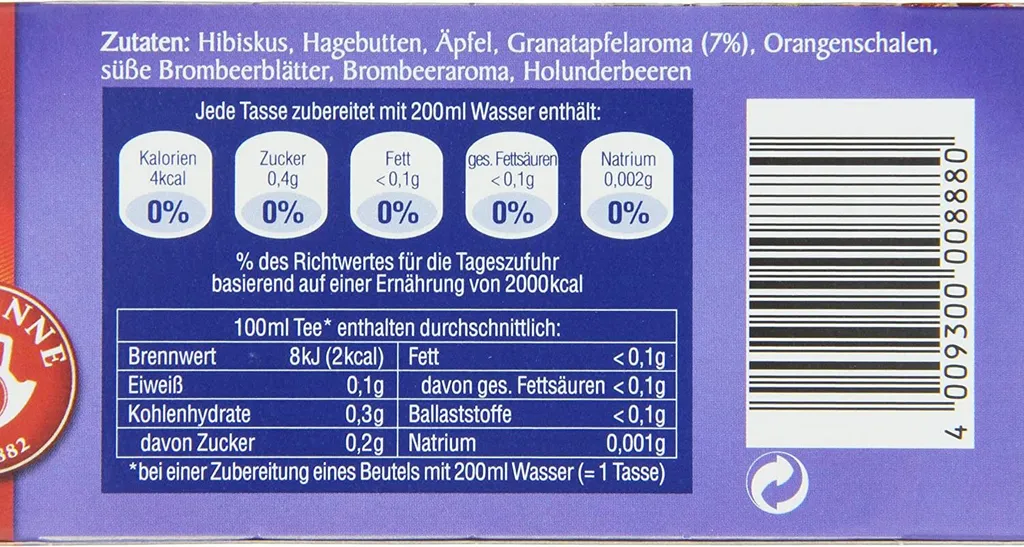 Zutaten: Hibiskus, Hagebutten, Äpfel, Granatapfelaroma (7%), Orangenschalen,
süße Brombeerblätter, Brombeeraroma, Holunderbeeren
Jede Tasse zubereitet mit 200ml Wasser enthält:
Kalorien
4kcal
0%
Zucker
0,4g
0%
Fett
<0,1g
0%
ges. Fettsäuren
<0,1g
0%
Natrium
0,002g
0%
% des Richtwertes für die Tageszufuhr
basierend auf einer Ernährung von 2000kcal
100ml Tee* enthalten durchschnittlich:
Brennwert 8kJ (2kcal) Fett <0,1g
Eiweiß 0,1g davon ges. Fettsäuren <0,1g
Kohlenhydrate 0,3g Ballaststoffe <0,1g
davon Zucker 0,2g Natrium 0,001g
*bei einer Zubereitung eines Beutels mit 200ml Wasser (= 1 Tasse)
4 009300 008880
NNE
882